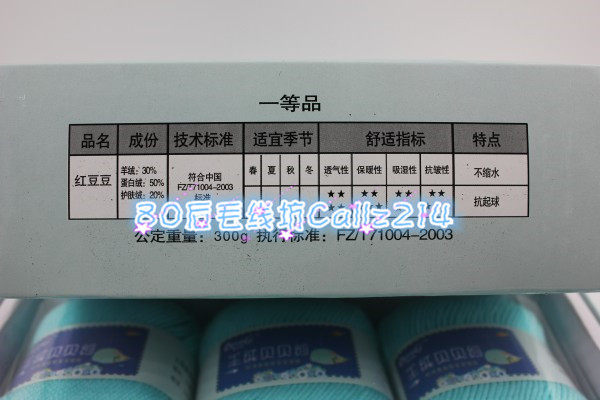 一等品
品名 成份 技术标准 适宜季节 舒适指标 特点
红豆豆 羊绒：30% 蛋白绒：50% 护肤绒：20% 符合中国 FZ/T71004-2003 标准 春 夏 秋 冬 透气性 保暖性 吸湿性 抗皱性 不缩水
★★ ★★ ★★ ★★ 抗起球
80后毛线坊Callz214
公定重量：300g 执行标准：FZ/T71004-2003
羊绒贝贝